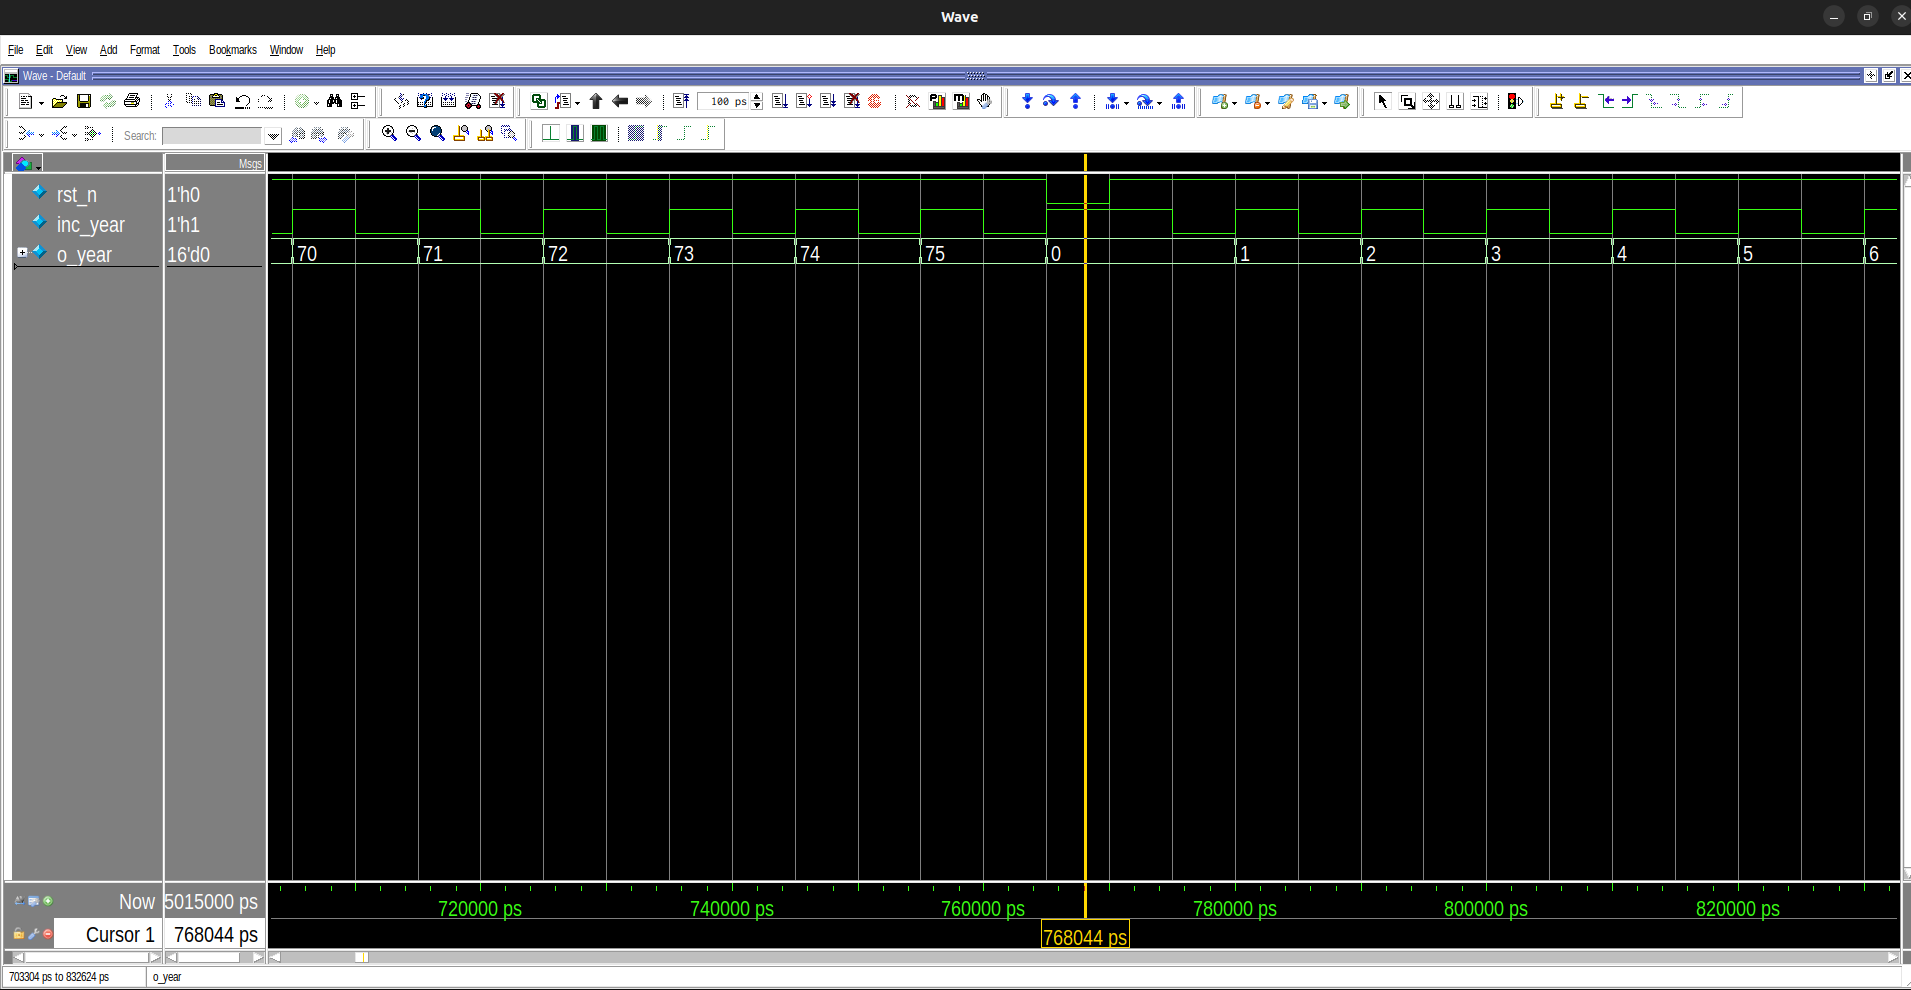 Wave
File Edit View Add Format Tools Bookmarks Window Help
Wave - Default
100 ps
Search:
Msgs
rst_n 1'h0
inc_year 1'h1
o_year 16'd0 70 71 72 73 74 75 0 1 2 3 4 5 6
Now 5015000 ps 720000 ps 740000 ps 760000 ps 780000 ps 800000 ps 820000 ps
Cursor 1 768044 ps 768044 ps
703304 ps to 832624 ps o_year